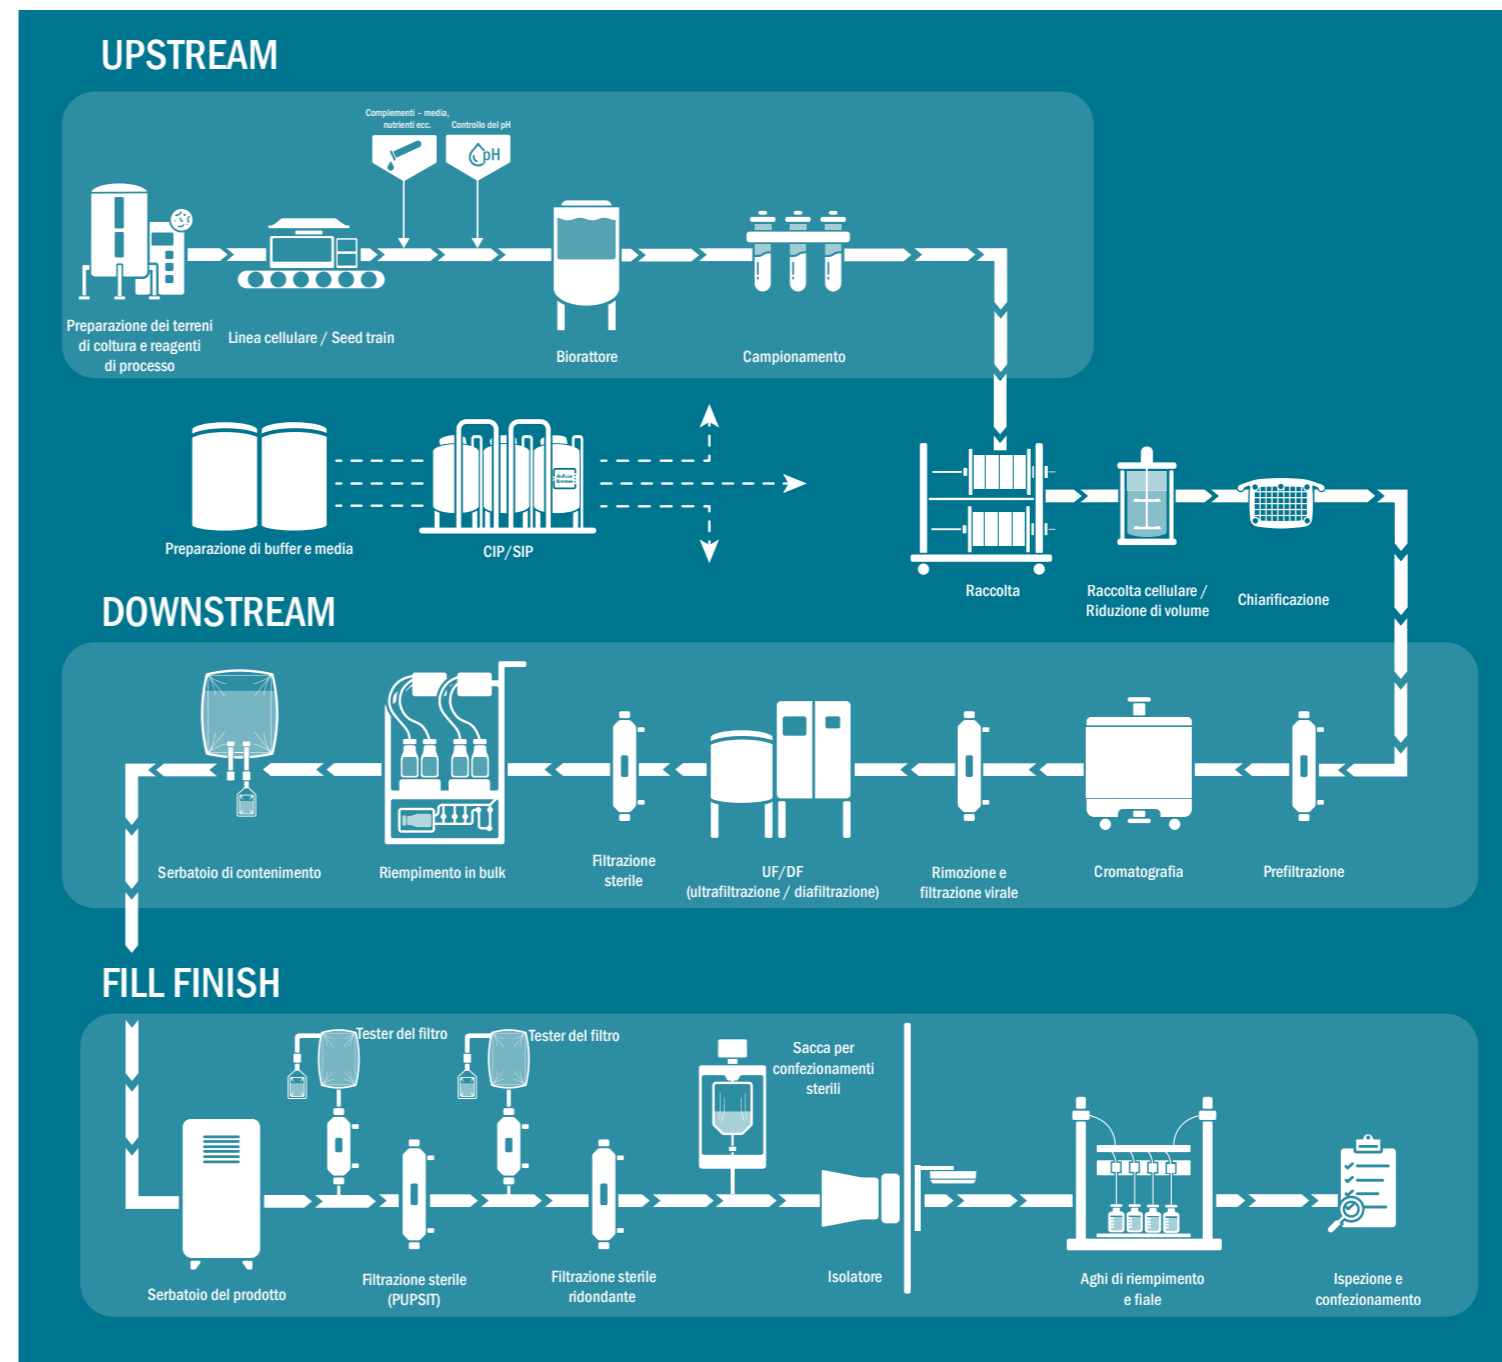 UPSTREAM
Complementi – media,
nutrienti ecc.
Controllo del pH
pH
Preparazione dei terreni
di coltura e reagenti
di processo
Linea cellulare / Seed train
Biorattore
Campionamento
Preparazione di buffer e media
CIP/SIP
Raccolta
Raccolta cellulare /
Riduzione di volume
Chiarificazione
DOWNSTREAM
Serbatoio di contenimento
Riempimento in bulk
Filtrazione
sterile
UF/DF
(ultrafiltrazione / diafiltrazione)
Rimozione e
filtrazione virale
Cromatografia
Prefiltrazione
FILL FINISH
Tester del filtro
Tester del filtro
Sacca per
confezionamenti
sterili
Serbatoio del prodotto
Filtrazione sterile
(PUPSIT)
Filtrazione sterile
ridondante
Isolatore
Aghi di riempimento
e fiale
Ispezione e
confezionamento